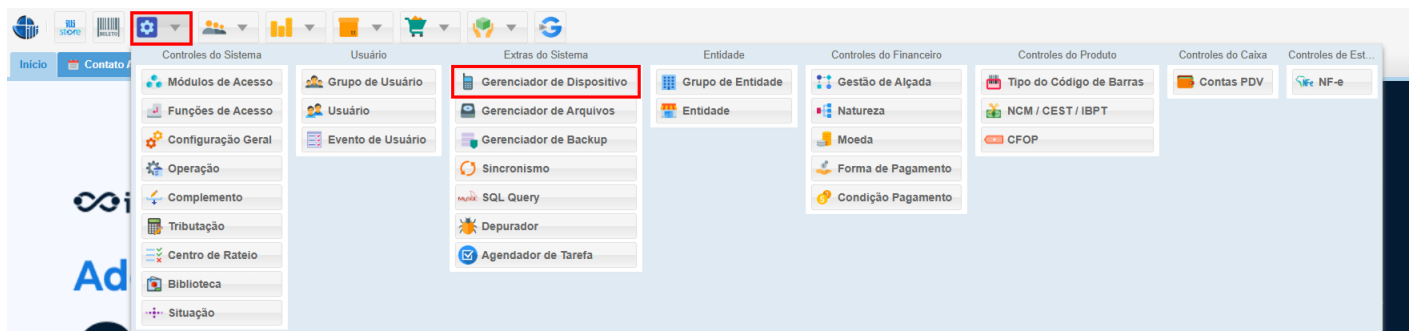 illi
store
BOLETO
Início
Contato A
Controles do Sistema
Módulos de Acesso
Funções de Acesso
Configuração Geral
Operação
Complemento
Tributação
Centro de Rateio
Biblioteca
Situação
Usuário
Grupo de Usuário
Usuário
Evento de Usuário
Extras do Sistema
Gerenciador de Dispositivo
Gerenciador de Arquivos
Gerenciador de Backup
Sincronismo
SQL Query
Depurador
Agendador de Tarefa
Entidade
Grupo de Entidade
Entidade
Controles do Financeiro
Gestão de Alçada
Natureza
Moeda
Forma de Pagamento
Condição Pagamento
Controles do Produto
Tipo do Código de Barras
NCM / CEST / IBPT
CFOP
Controles do Caixa
Contas PDV
Controles de Est...
NF-e
Ad